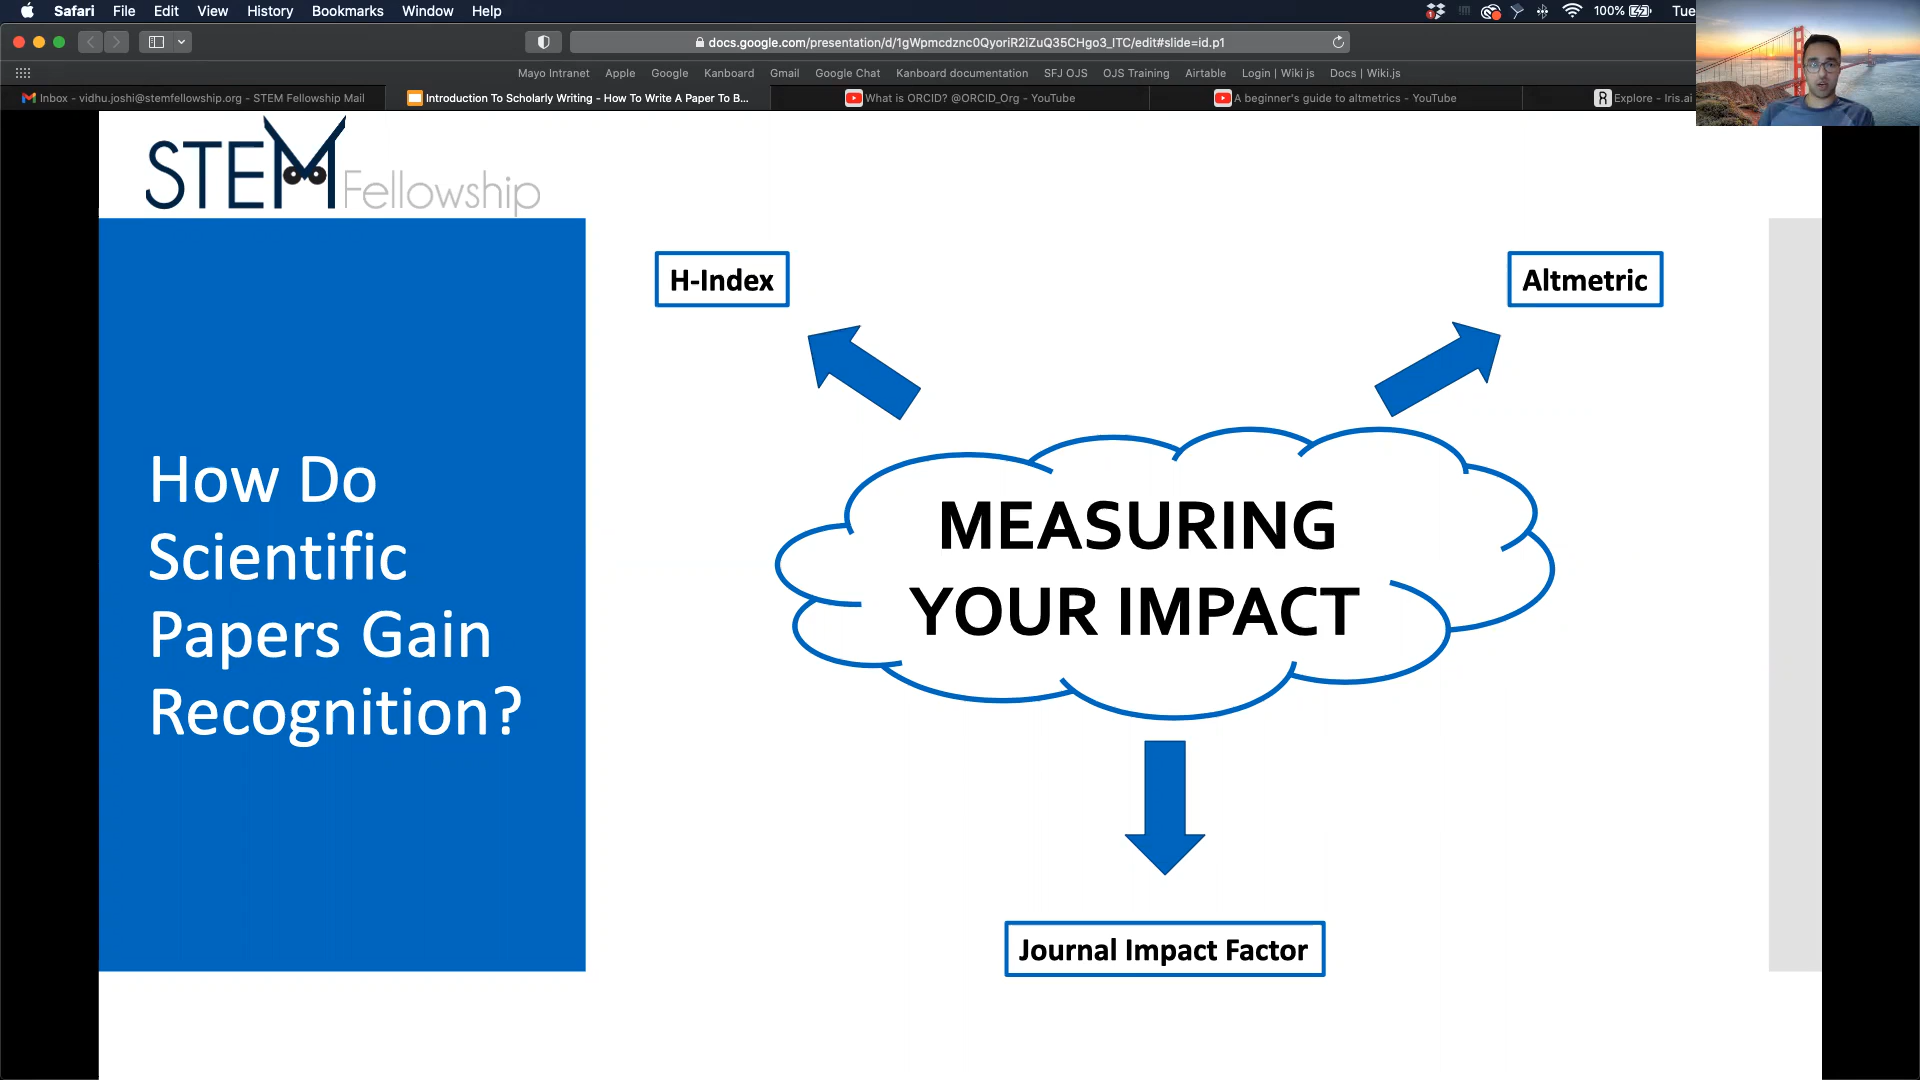 Safari File Edit View History Bookmarks Window Help 100% Tue
docs.google.com/presentation/d/1gWpmcdznc0QyoriR2iZuQ35CHgo3_ITC/edit#slide=id.p1
Mayo Intranet Apple Google Kanboard Gmail Google Chat Kanboard documentation SFJ OJS OJS Training Airtable Login | Wiki js Docs | Wiki.js
Inbox - vidhu.joshi@stemfellowship.org - STEM Fellowship Mail Introduction To Scholarly Writing - How To Write A Paper To B... What is ORCID? @ORCID_Org - YouTube A beginner's guide to altmetrics - YouTube R Explore - Iris.ai
STEM Fellowship
How Do
Scientific
Papers Gain
Recognition?
H-Index
Altmetric
MEASURING
YOUR IMPACT
Journal Impact Factor